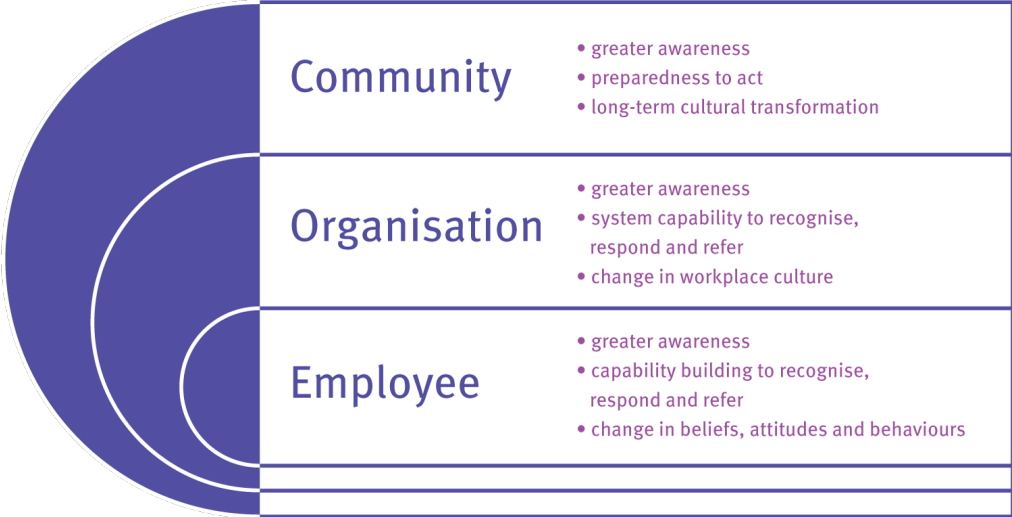 Community
• greater awareness
• preparedness to act
• long-term cultural transformation
Organisation
• greater awareness
• system capability to recognise,
respond and refer
• change in workplace culture
Employee
• greater awareness
• capability building to recognise,
respond and refer
• change in beliefs, attitudes and behaviours